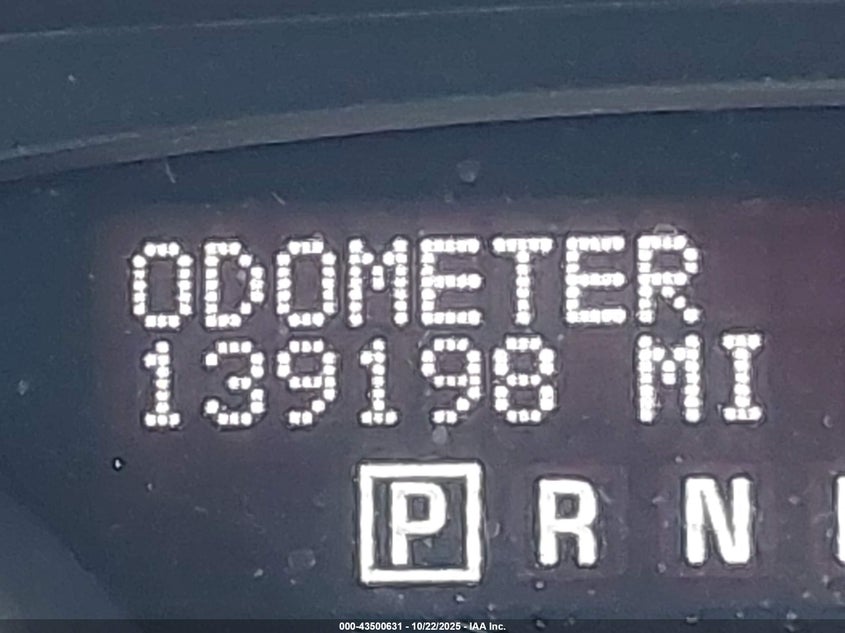 ODOMETER
139198 MI
P R N
000-43500631 - 10/22/2025 - IAA Inc.